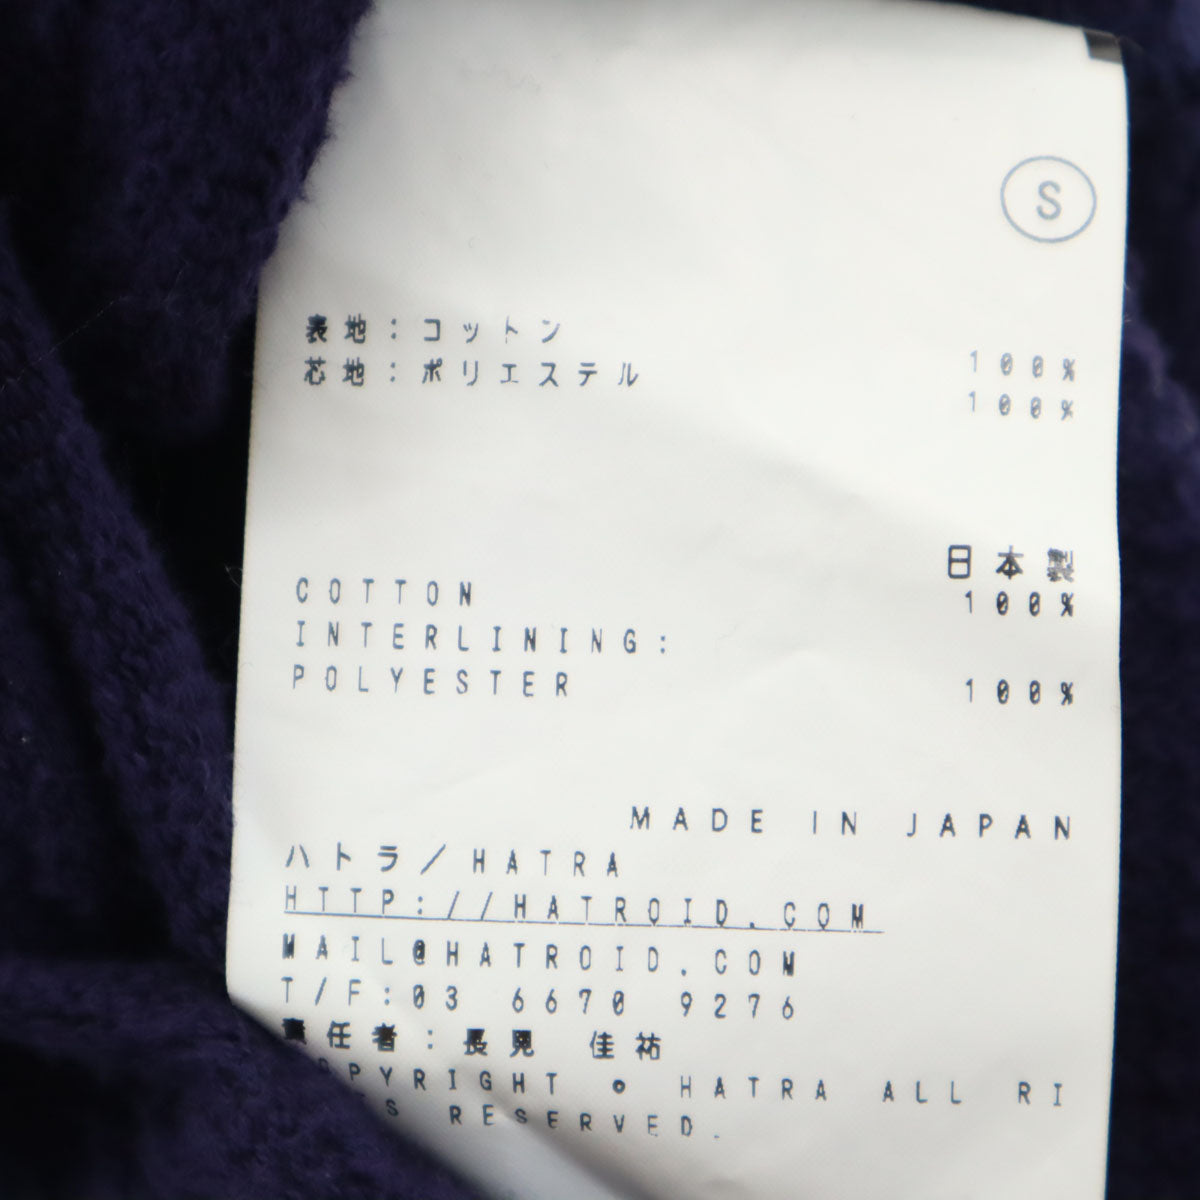 S
表地:コットン 100%
芯地:ポリエステル 100%
日本製
COTTON 100%
INTERLINING:
POLYESTER 100%
MADE IN JAPAN
ハトラ/HATRA
HTTP://HATROID.COM
MAIL@HATROID.COM
T/F:03 6670 9276
責任者:長見 佳祐
COPYRIGHT © HATRA ALL RI
S RESERVED.